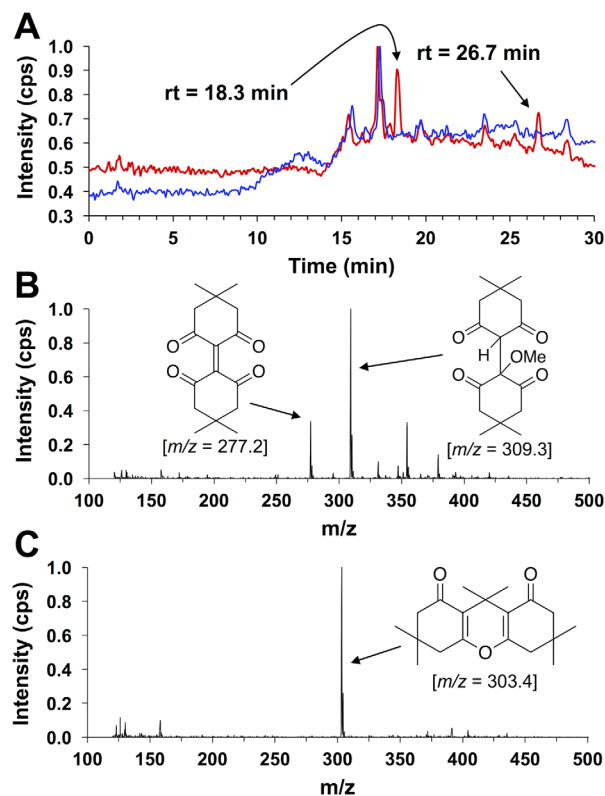 A
Intensity (cps)
1.0
0.9
0.8
0.7
0.6
0.5
0.4
0.3
rt = 18.3 min
rt = 26.7 min
0 5 10 15 20 25 30
Time (min)
B
Intensity (cps)
1.0
0.8
0.6
0.4
0.2
0.0
O O
O O
[m/z = 277.2]
O O
H OMe
O O
[m/z = 309.3]
100 150 200 250 300 350 400 450 500
m/z
C
Intensity (cps)
1.0
0.8
0.6
0.4
0.2
0.0
O O
O
[m/z = 303.4]
100 150 200 250 300 350 400 450 500
m/z